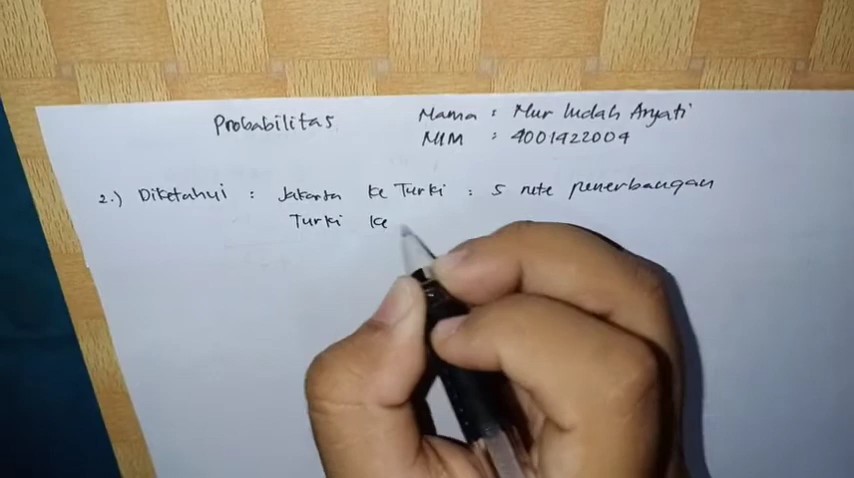 Probabilitas
Nama : Nur Indah Aryati
NIM : 4001422004
2.) Diketahui : Jakarta ke Turki : 5 rute penerbangan
Turki ke